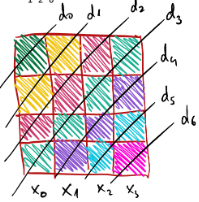 d₀ d₁ d₂ d₃
d₄
d₅
d₆
x₀ x₁ x₂ x₃